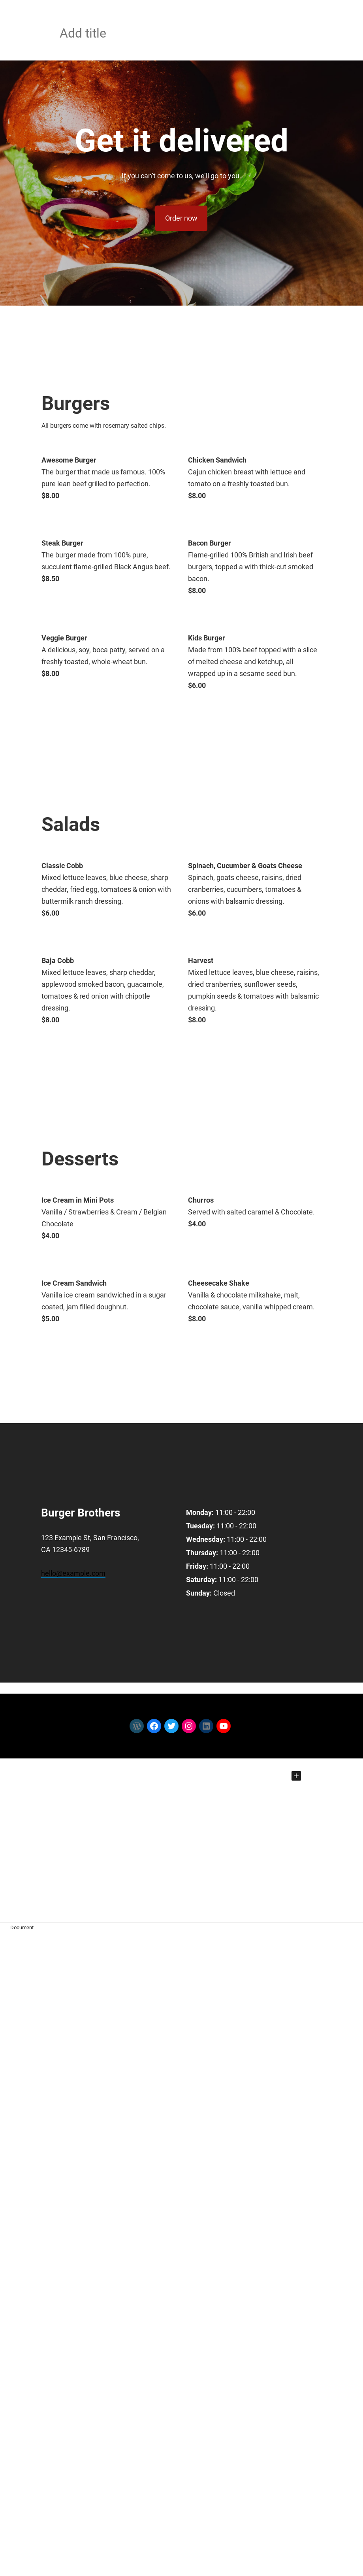 Add title
Get it delivered
If you can't come to us, we'll go to you.
Order now
Burgers
All burgers come with rosemary salted chips.
Awesome Burger
The burger that made us famous. 100%
pure lean beef grilled to perfection.
$8.00
Chicken Sandwich
Cajun chicken breast with lettuce and
tomato on a freshly toasted bun.
$8.00
Steak Burger
The burger made from 100% pure,
succulent flame-grilled Black Angus beef.
$8.50
Bacon Burger
Flame-grilled 100% British and Irish beef
burgers, topped a with thick-cut smoked
bacon.
$8.00
Veggie Burger
A delicious, soy, boca patty, served on a
freshly toasted, whole-wheat bun.
$8.00
Kids Burger
Made from 100% beef topped with a slice
of melted cheese and ketchup, all
wrapped up in a sesame seed bun.
$6.00
Salads
Classic Cobb
Mixed lettuce leaves, blue cheese, sharp
cheddar, fried egg, tomatoes & onion with
buttermilk ranch dressing.
$6.00
Spinach, Cucumber & Goats Cheese
Spinach, goats cheese, raisins, dried
cranberries, cucumbers, tomatoes &
onions with balsamic dressing.
$6.00
Baja Cobb
Mixed lettuce leaves, sharp cheddar,
applewood smoked bacon, guacamole,
tomatoes & red onion with chipotle
dressing.
$8.00
Harvest
Mixed lettuce leaves, blue cheese, raisins,
dried cranberries, sunflower seeds,
pumpkin seeds & tomatoes with balsamic
dressing.
$8.00
Desserts
Ice Cream in Mini Pots
Vanilla / Strawberries & Cream / Belgian
Chocolate
$4.00
Churros
Served with salted caramel & Chocolate.
$4.00
Ice Cream Sandwich
Vanilla ice cream sandwiched in a sugar
coated, jam filled doughnut.
$5.00
Cheesecake Shake
Vanilla & chocolate milkshake, malt,
chocolate sauce, vanilla whipped cream.
$8.00
Burger Brothers
123 Example St, San Francisco,
CA 12345-6789
hello@example.com
Monday: 11:00 - 22:00
Tuesday: 11:00 - 22:00
Wednesday: 11:00 - 22:00
Thursday: 11:00 - 22:00
Friday: 11:00 - 22:00
Saturday: 11:00 - 22:00
Sunday: Closed
Document